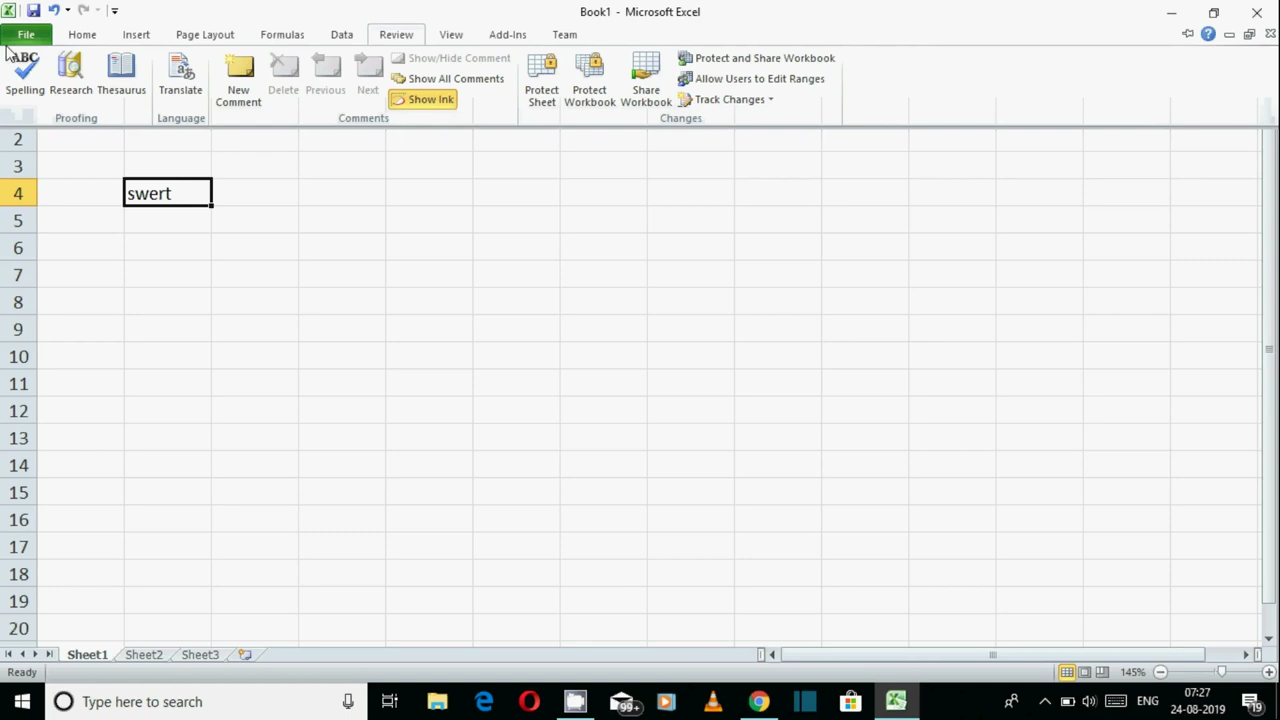 Book1 - Microsoft Excel
File Home Insert Page Layout Formulas Data Review View Add-Ins Team
ABC
Spelling Research Thesaurus
Proofing
Translate
Language
New Comment Delete Previous Next
Show/Hide Comment
Show All Comments
Show Ink
Comments
Protect Sheet Protect Workbook Share Workbook
Protect and Share Workbook
Allow Users to Edit Ranges
Track Changes
Changes
2
3
4 swert
5
6
7
8
9
10
11
12
13
14
15
16
17
18
19
20
Sheet1 Sheet2 Sheet3
Ready 145%
Type here to search 99+ ENG 07:27
24-08-2019 19